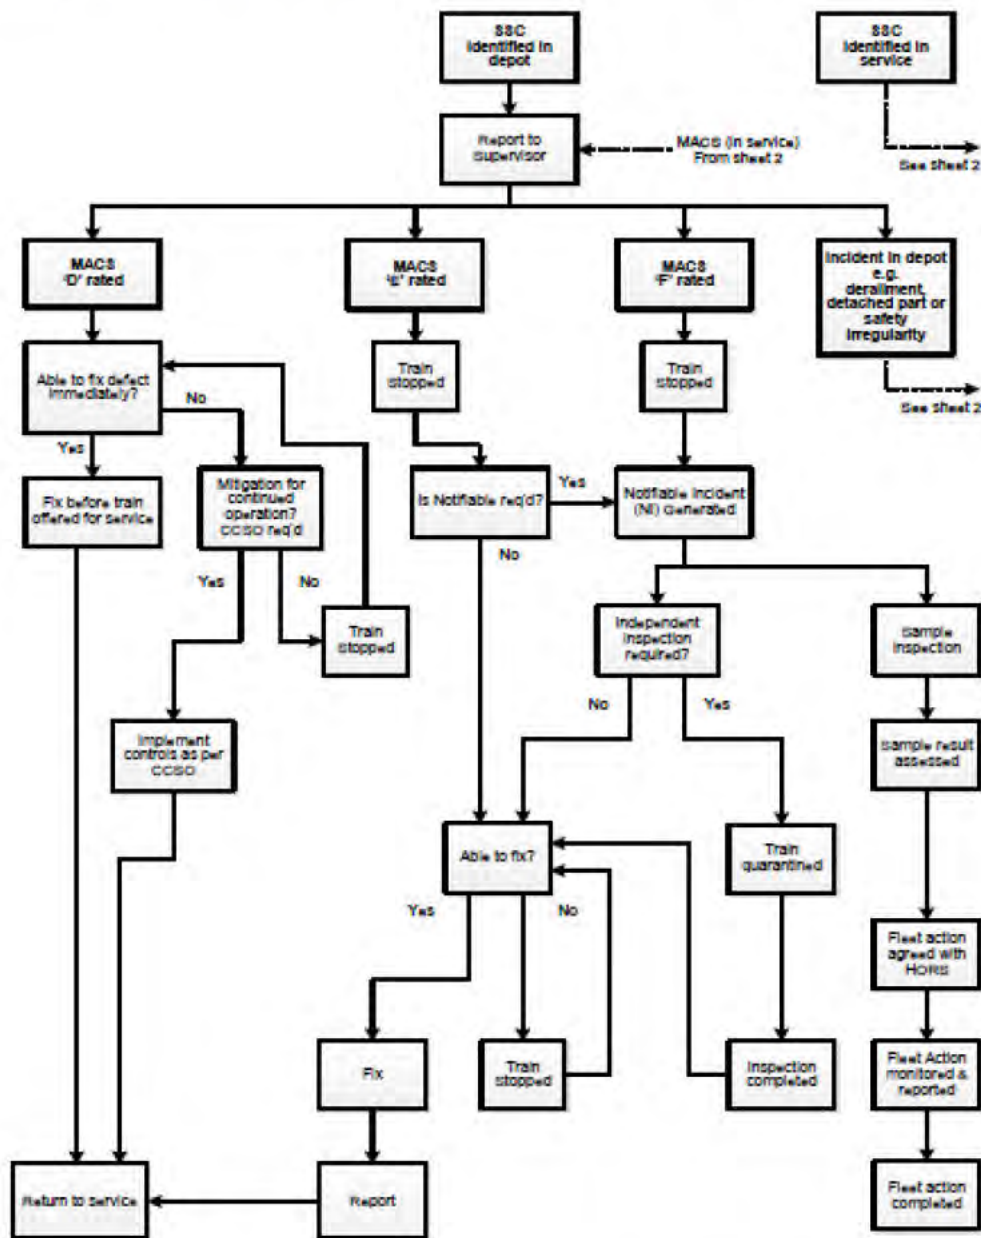 SSC
identified in
depot
SSC
identified in
service
Report to
Supervisor
MACS (in service)
From sheet 2
See sheet 2
MACS
'D' rated
MACS
'E' rated
MACS
'F' rated
Incident in depot
e.g.
derailment,
detached part or
safety
irregularity
Able to fix defect
immediately?
Train
stopped
Train
stopped
See sheet 2
No
Yes
Fix before train
offered for service
Mitigation for
continued
operation?
CCSO req'd
Is Notifiable req'd?
Yes
Notifiable Incident
(NI) Generated
No
Yes
No
Train
stopped
Independent
inspection
required?
Sample
inspection
No
Yes
Implement
controls as per
CCSO
Sample result
assessed
Able to fix?
Train
quarantined
Yes
No
Fleet action
agreed with
HORS
Fix
Train
stopped
Inspection
completed
Fleet Action
monitored &
reported
Return to service
Report
Fleet action
completed